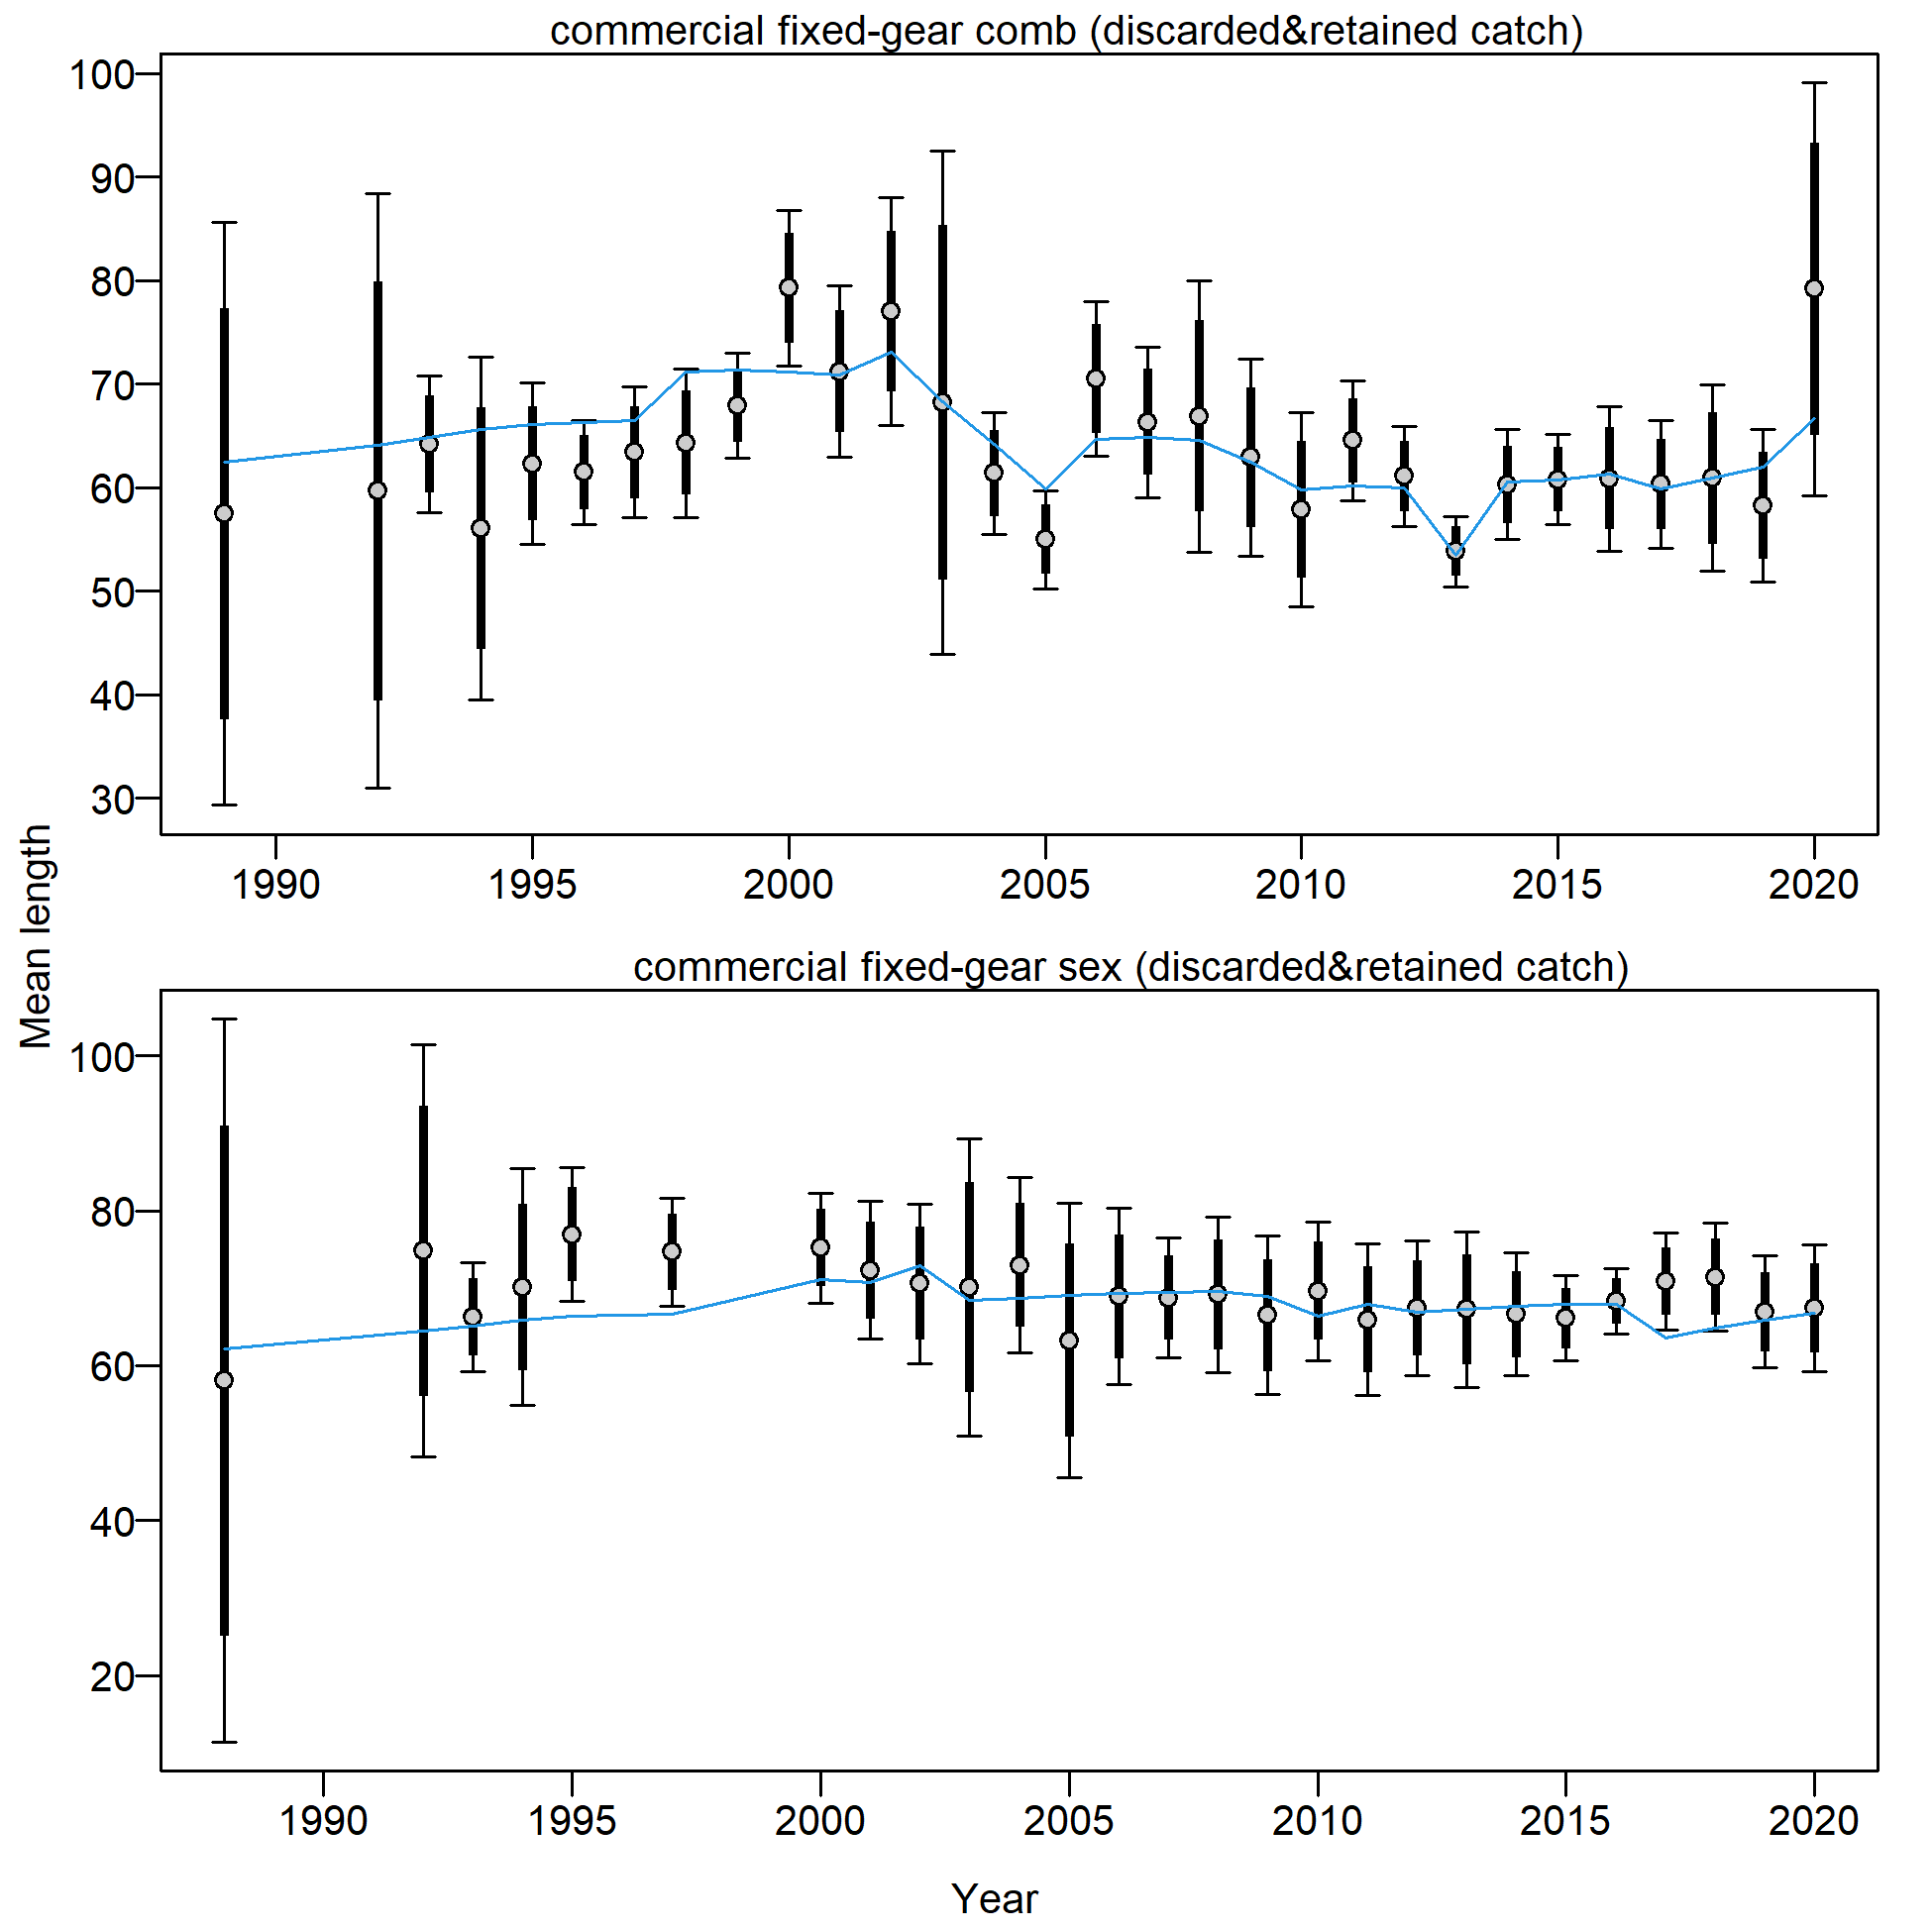 commercial fixed-gear comb (discarded&retained catch)
100
90
80
70
60
50
40
30
1990 1995 2000 2005 2010 2015 2020
Mean length
commercial fixed-gear sex (discarded&retained catch)
100
80
60
40
20
1990 1995 2000 2005 2010 2015 2020
Year